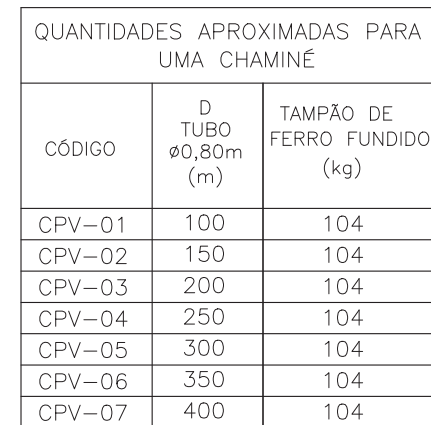 QUANTIDADES APROXIMADAS PARA
UMA CHAMINÉ
CÓDIGO
D
TUBO
ø0,80m
(m)
TAMPÃO DE
FERRO FUNDIDO
(kg)
CPV-01 100 104
CPV-02 150 104
CPV-03 200 104
CPV-04 250 104
CPV-05 300 104
CPV-06 350 104
CPV-07 400 104